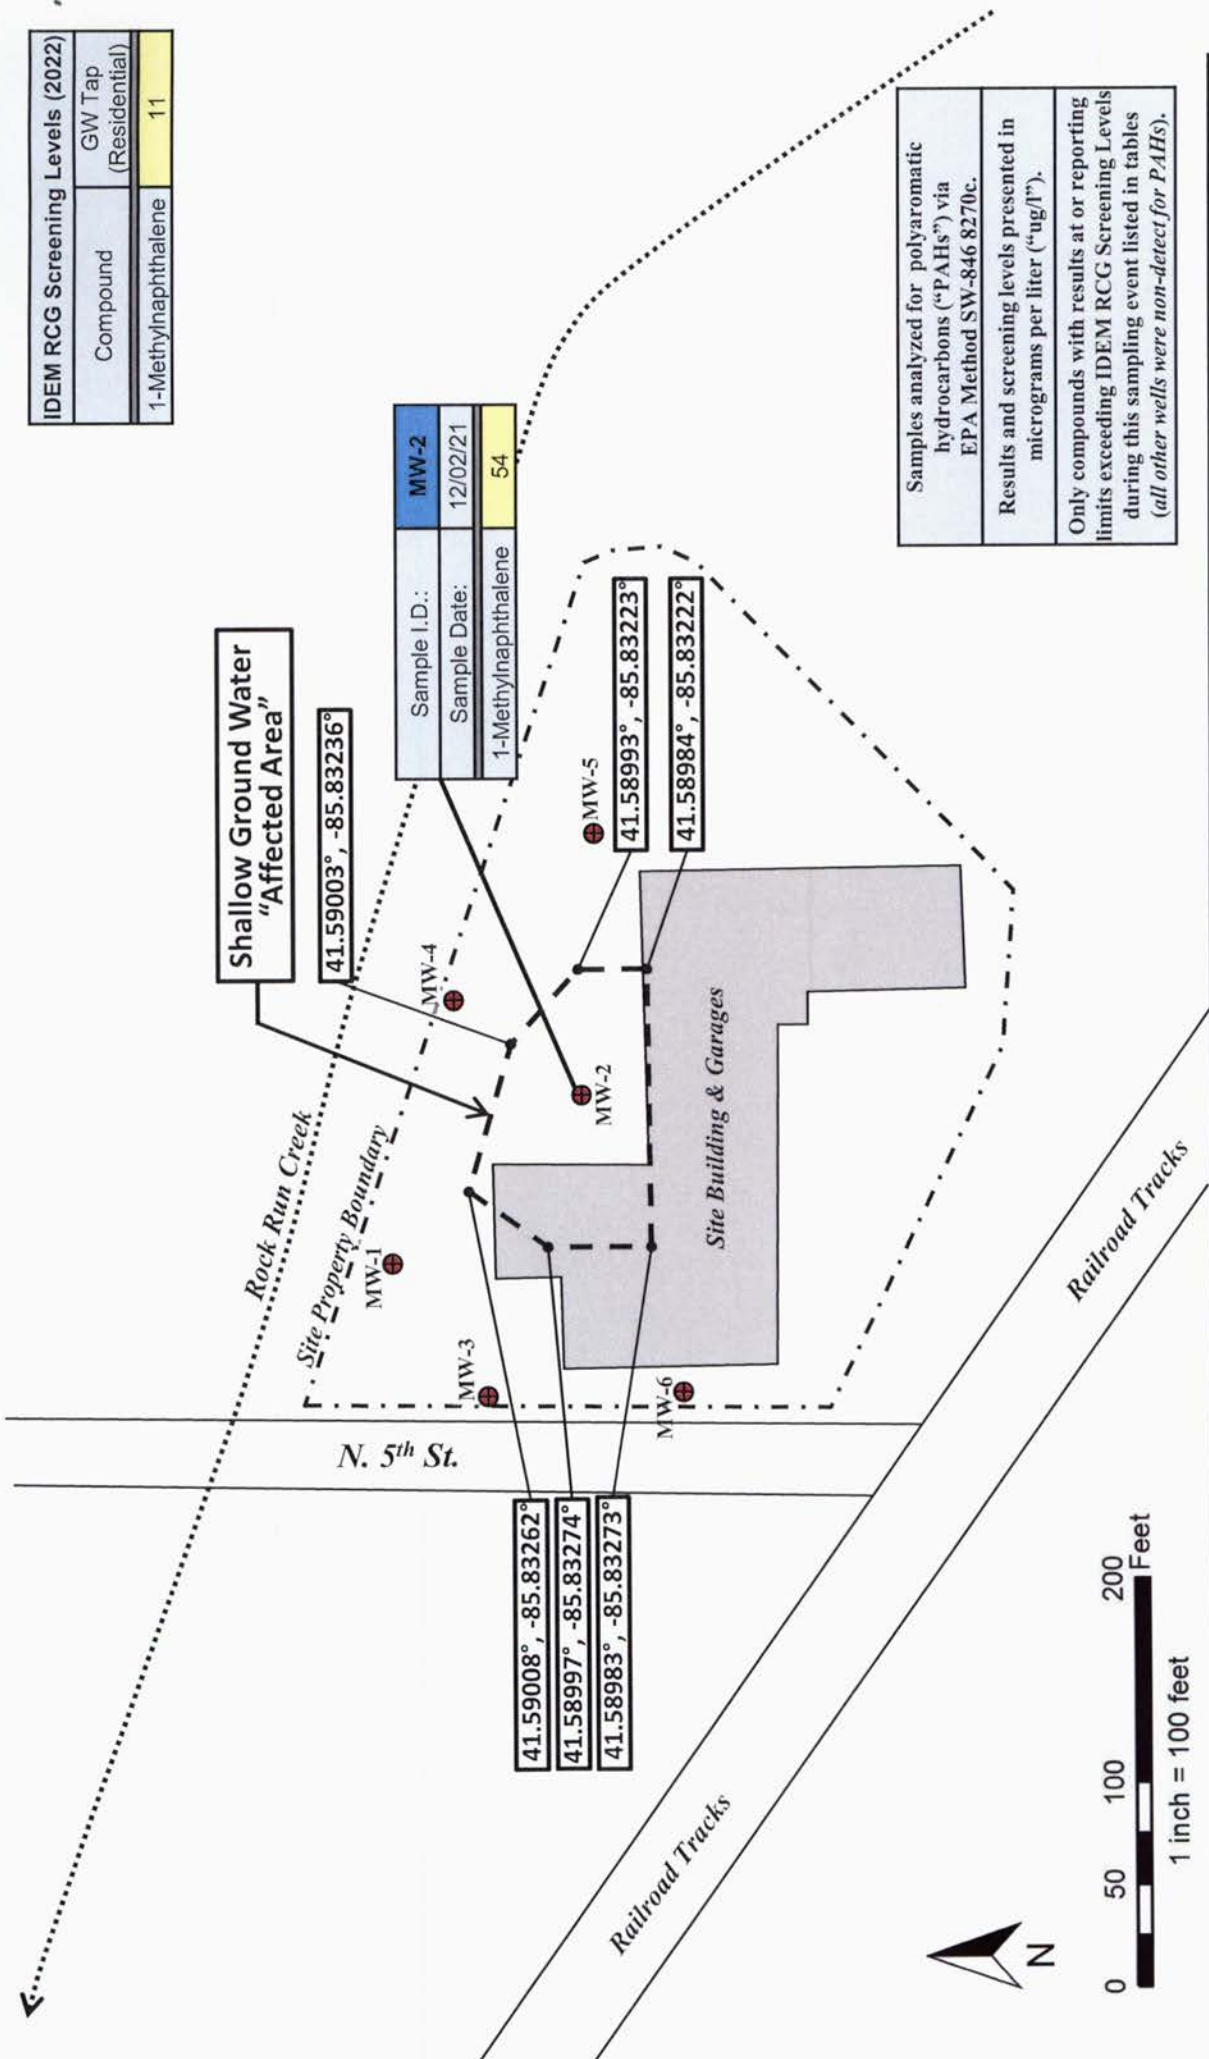 IDEM RCG Screening Levels (2022)
Compound
GW Tap
(Residential)
1-Methylnaphthalene
11
Shallow Ground Water
"Affected Area"
41.59003°, -85.83236°
Sample I.D.:
MW-2
Sample Date:
12/02/21
1-Methylnaphthalene
54
Rock Run Creek
Site Property Boundary
MW-1
MW-4
MW-5
MW-3
MW-2
MW-6
41.58993°, -85.83223°
41.58984°, -85.83222°
N. 5th St.
Site Building & Garages
41.59008°, -85.83262°
41.58997°, -85.83274°
41.58983°, -85.83273°
Railroad Tracks
Railroad Tracks
Samples analyzed for polyaromatic
hydrocarbons ("PAHs") via
EPA Method SW-846 8270c.
Results and screening levels presented in
micrograms per liter ("ug/l").
Only compounds with results at or reporting
limits exceeding IDEM RCG Screening Levels
during this sampling event listed in tables
(all other wells were non-detect for PAHs).
N
0
50
100
200
Feet
1 inch = 100 feet